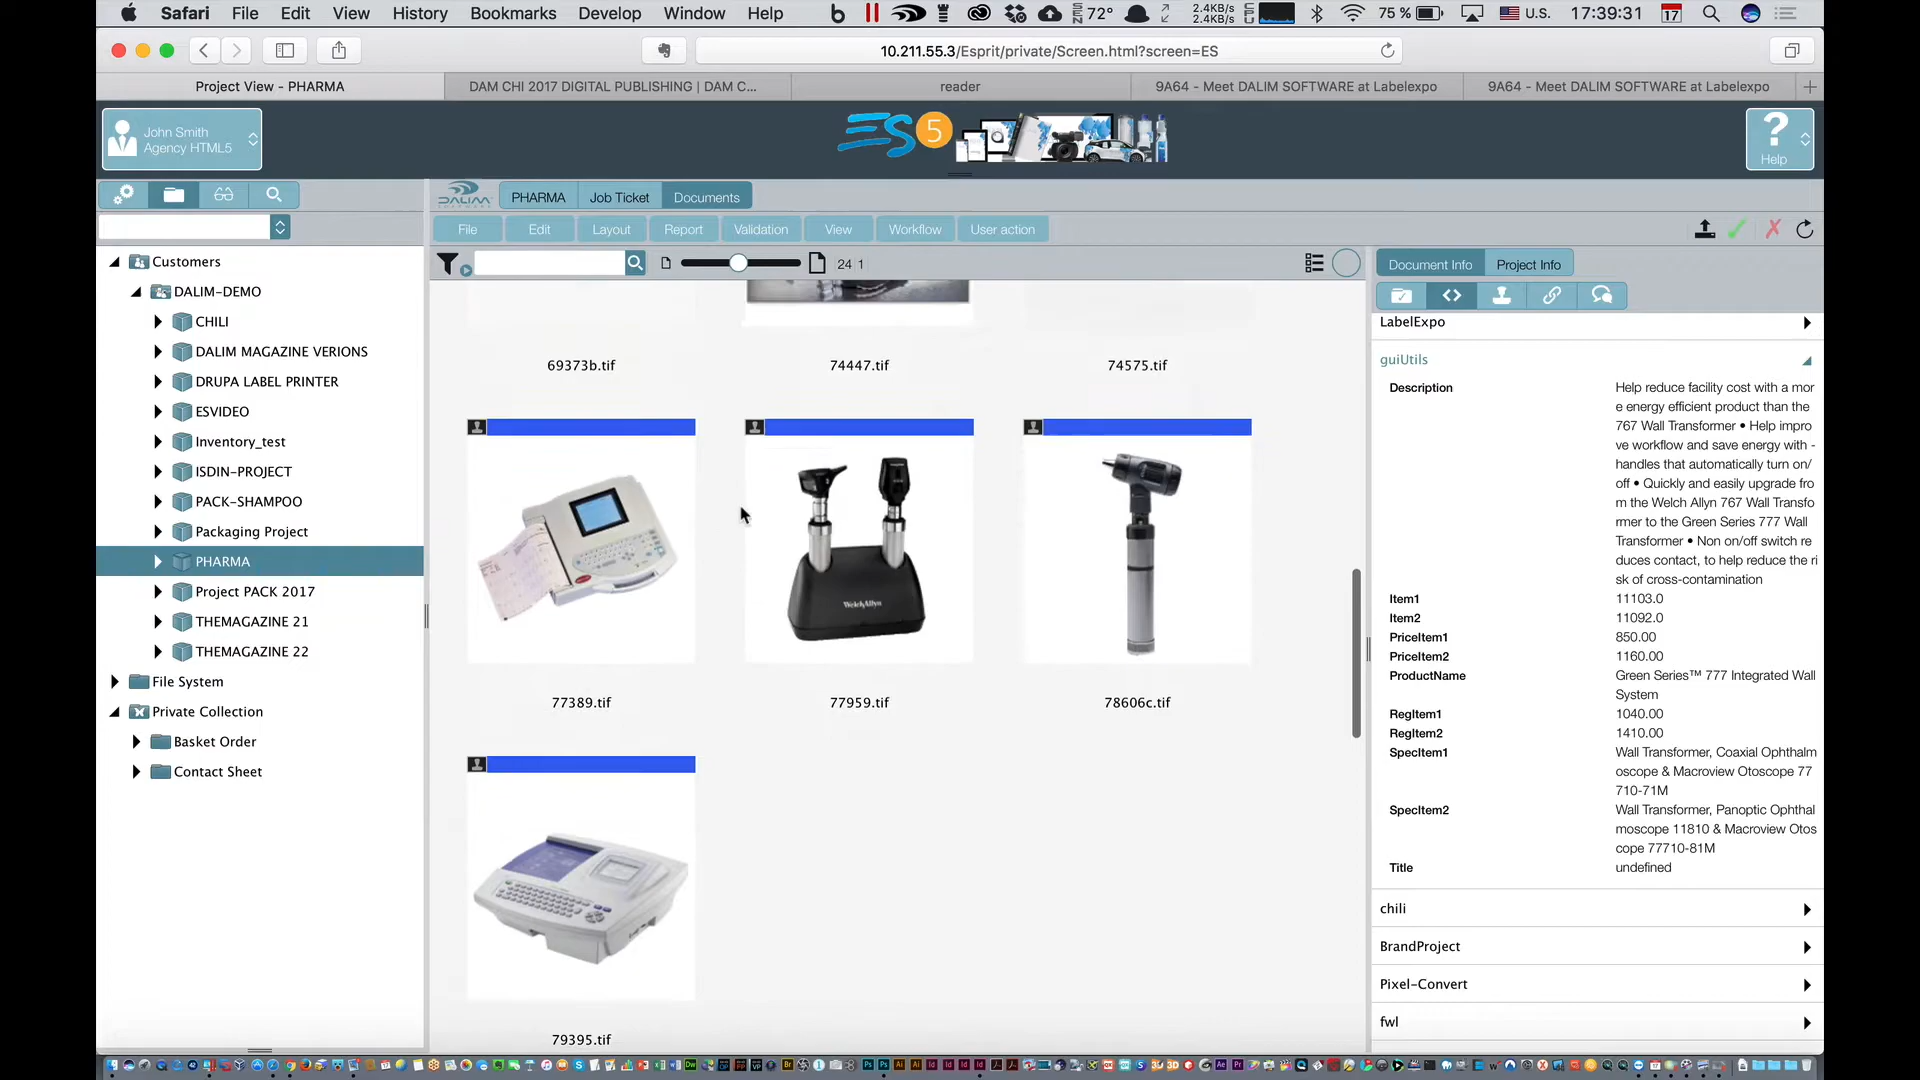 Safari File Edit View History Bookmarks Develop Window Help
72° 2.4KB/s 2.4KB/s 75 % U.S. 17:39:31 17
10.211.55.3/Esprit/private/Screen.html?screen=ES
Project View - PHARMA
DAM CHI 2017 DIGITAL PUBLISHING | DAM C...
reader
9A64 - Meet DALIM SOFTWARE at Labelexpo
9A64 - Meet DALIM SOFTWARE at Labelexpo
John Smith
Agency HTML5
ES 5
?
Help
DALIM
PHARMA Job Ticket Documents
File Edit Layout Report Validation View Workflow User action
24 1
Customers
DALIM-DEMO
CHILI
DALIM MAGAZINE VERIONS
DRUPA LABEL PRINTER
ESVIDEO
Inventory_test
ISDIN-PROJECT
PACK-SHAMPOO
Packaging Project
PHARMA
Project PACK 2017
THEMAGAZINE 21
THEMAGAZINE 22
File System
Private Collection
Basket Order
Contact Sheet
69373b.tif
74447.tif
74575.tif
WelchAllyn
77389.tif
77959.tif
78606c.tif
79395.tif
Document Info Project Info
LabelExpo
guiUtils
Description Help reduce facility cost with a mor
e energy efficient product than the
767 Wall Transformer • Help impro
ve workflow and save energy with -
handles that automatically turn on/
off • Quickly and easily upgrade fro
m the Welch Allyn 767 Wall Transfo
rmer to the Green Series 777 Wall
Transformer • Non on/off switch re
duces contact, to help reduce the ri
sk of cross-contamination
Item1 11103.0
Item2 11092.0
PriceItem1 850.00
PriceItem2 1160.00
ProductName Green Series™ 777 Integrated Wall
System
RegItem1 1040.00
RegItem2 1410.00
SpecItem1 Wall Transformer, Coaxial Ophthalm
oscope & Macroview Otoscope 77
710-71M
SpecItem2 Wall Transformer, Panoptic Ophthal
moscope 11810 & Macroview Otos
cope 77710-81M
Title undefined
chili
BrandProject
Pixel-Convert
fwl